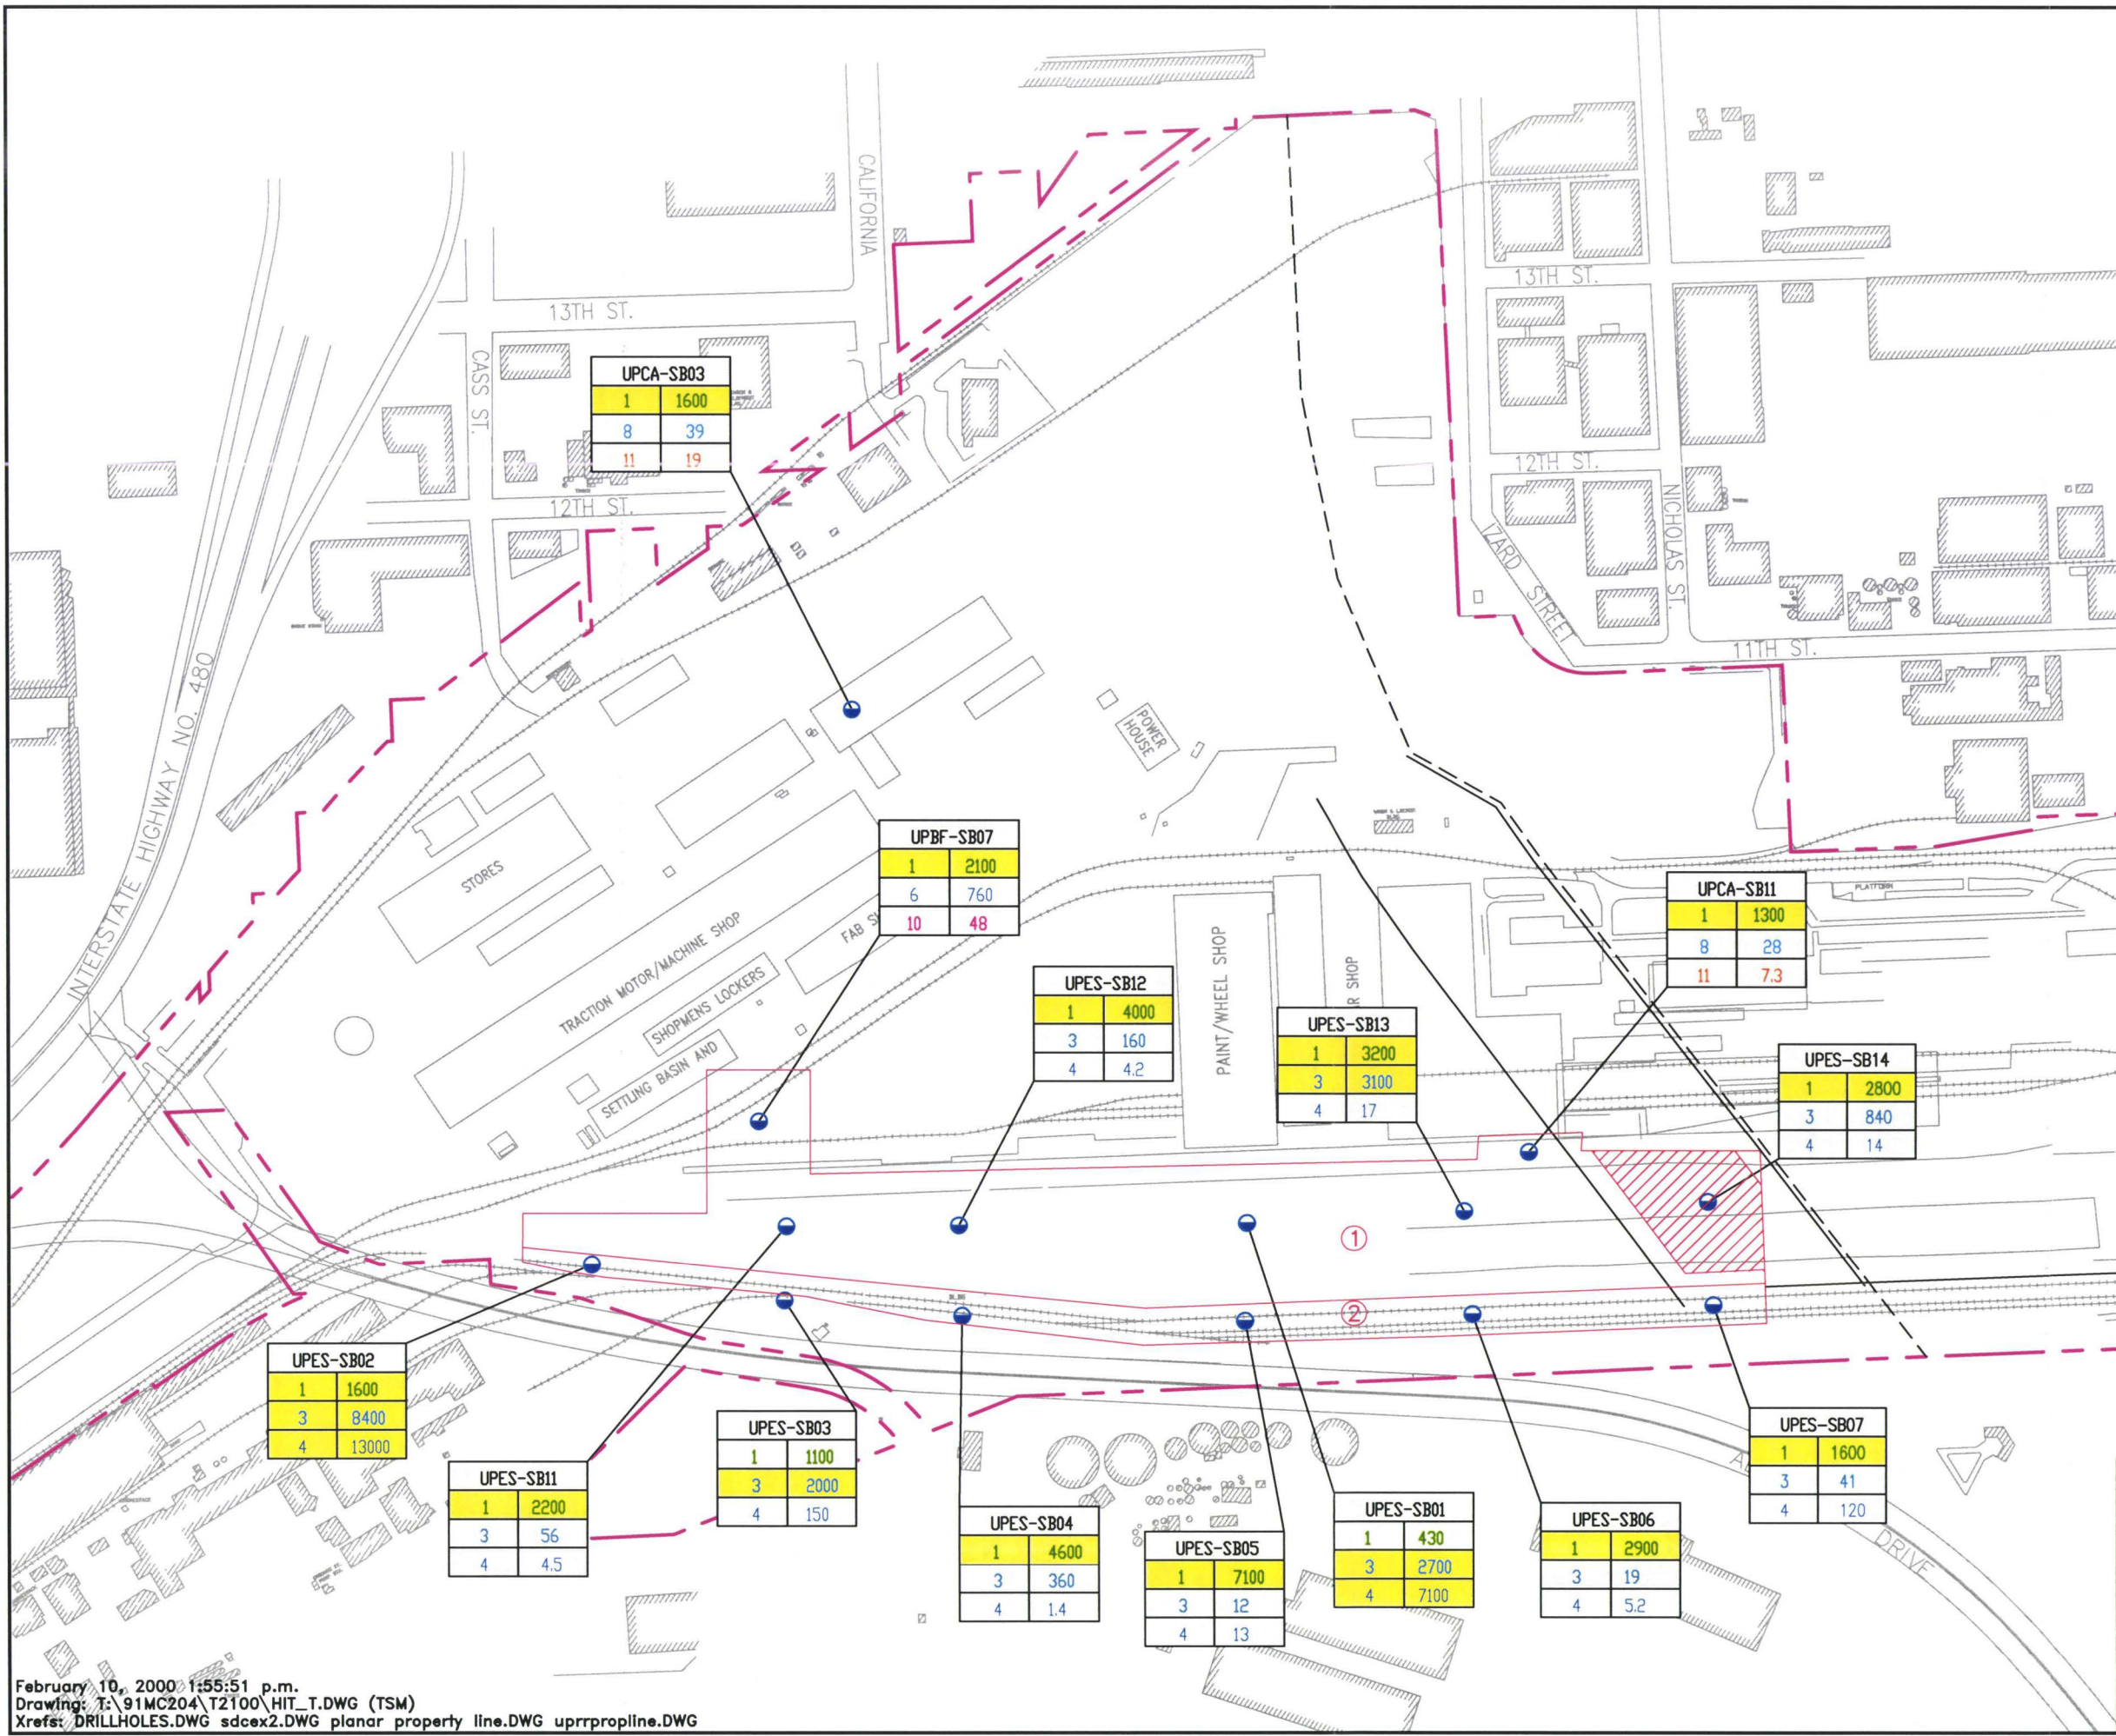 CALIFORNIA
13TH ST.
13TH ST.
CASS ST.
UPCA-SB03
1 1600
8 39
11 19
12TH ST.
12TH ST.
IZARD STREET
NICHOLAS ST.
11TH ST.
INTERSTATE HIGHWAY NO. 480
POWER
HOUSE
STORES
UPBF-SB07
1 2100
6 760
10 48
TRACTION MOTOR/MACHINE SHOP
FAB
SHOPMENS LOCKERS
SETTLING BASIN AND
PAINT/WHEEL SHOP
R SHOP
PLATFORM
UPCA-SB11
1 1300
8 28
11 7.3
UPES-SB12
1 4000
3 160
4 4.2
UPES-SB13
1 3200
3 3100
4 17
UPES-SB14
1 2800
3 840
4 14
1
2
UPES-SB02
1 1600
3 8400
4 13000
UPES-SB11
1 2200
3 56
4 4.5
UPES-SB03
1 1100
3 2000
4 150
UPES-SB04
1 4600
3 360
4 1.4
UPES-SB05
1 7100
3 12
4 13
UPES-SB01
1 430
3 2700
4 7100
UPES-SB06
1 2900
3 19
4 5.2
UPES-SB07
1 1600
3 41
4 120
DRIVE
February 10, 2000 1:55:51 p.m.
Drawing: T:\91MC204\T2100\HIT_T.DWG (TSM)
Xrefs: DRILLHOLES.DWG sdcex2.DWG planar property line.DWG uprrpropline.DWG